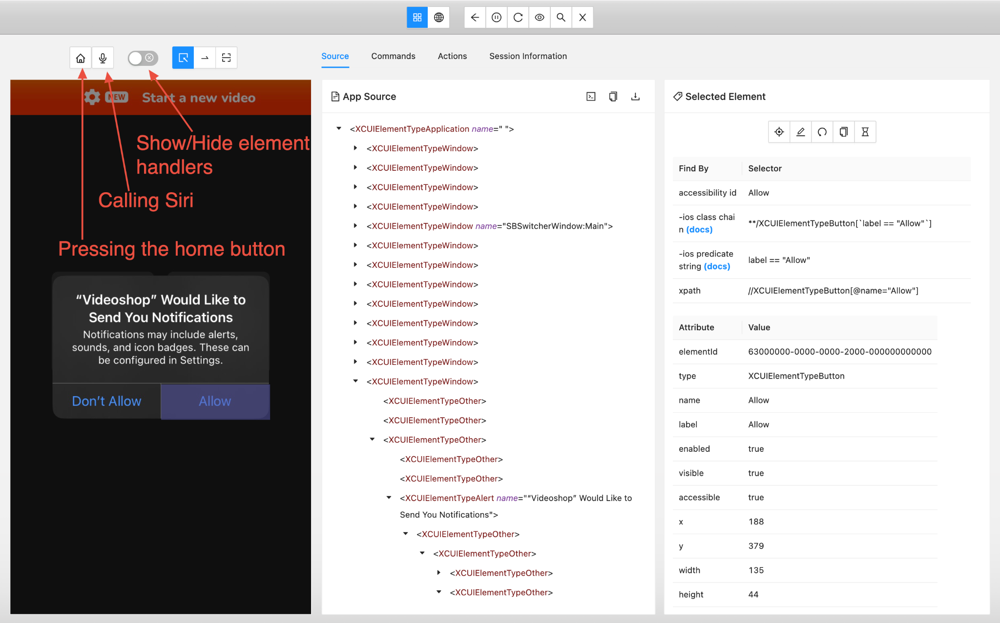 Source Commands Actions Session Information
NEW Start a new video
Show/Hide element
handlers
Calling Siri
Pressing the home button
“Videoshop” Would Like to
Send You Notifications
Notifications may include alerts,
sounds, and icon badges. These can
be configured in Settings.
Don’t Allow Allow
App Source
<XCUIElementTypeApplication name=" ">
<XCUIElementTypeWindow>
<XCUIElementTypeWindow>
<XCUIElementTypeWindow>
<XCUIElementTypeWindow>
<XCUIElementTypeWindow name="SBSwitcherWindow:Main">
<XCUIElementTypeWindow>
<XCUIElementTypeWindow>
<XCUIElementTypeWindow>
<XCUIElementTypeWindow>
<XCUIElementTypeWindow>
<XCUIElementTypeWindow>
<XCUIElementTypeWindow>
<XCUIElementTypeWindow>
<XCUIElementTypeOther>
<XCUIElementTypeOther>
<XCUIElementTypeOther>
<XCUIElementTypeOther>
<XCUIElementTypeOther>
<XCUIElementTypeAlert name="“Videoshop” Would Like to
Send You Notifications">
<XCUIElementTypeOther>
<XCUIElementTypeOther>
<XCUIElementTypeOther>
<XCUIElementTypeOther>
Selected Element
Find By Selector
accessibility id Allow
-ios class chai
n (docs) **/XCUIElementTypeButton[`label == "Allow"`]
-ios predicate
string (docs) label == "Allow"
xpath //XCUIElementTypeButton[@name="Allow"]
Attribute Value
elementId 63000000-0000-0000-2000-000000000000
type XCUIElementTypeButton
name Allow
label Allow
enabled true
visible true
accessible true
x 188
y 379
width 135
height 44